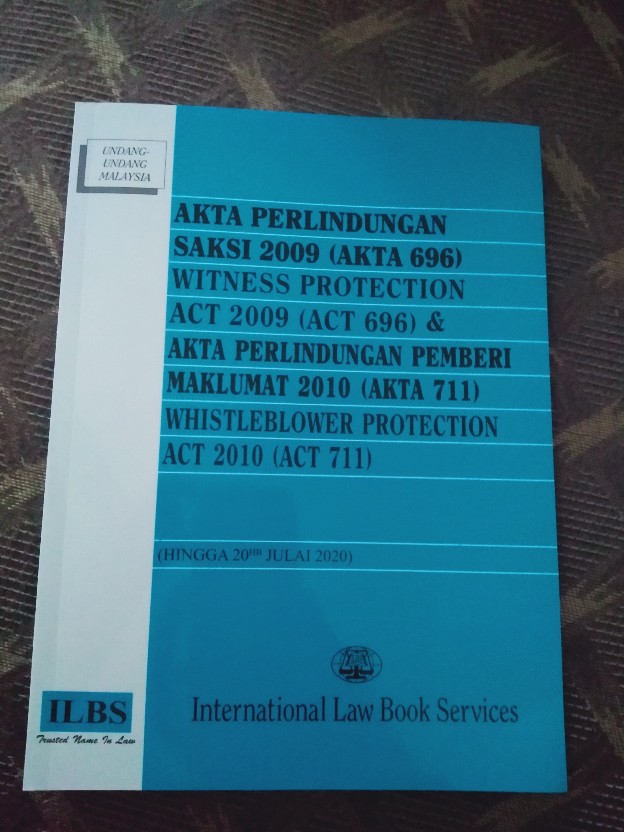 UNDANG-
UNDANG
MALAYSIA
AKTA PERLINDUNGAN
SAKSI 2009 (AKTA 696)
WITNESS PROTECTION
ACT 2009 (ACT 696) &
AKTA PERLINDUNGAN PEMBERI
MAKLUMAT 2010 (AKTA 711)
WHISTLEBLOWER PROTECTION
ACT 2010 (ACT 711)
(HINGGA 20HB JULAI 2020)
ILBS
Trusted Name In Law
International Law Book Services